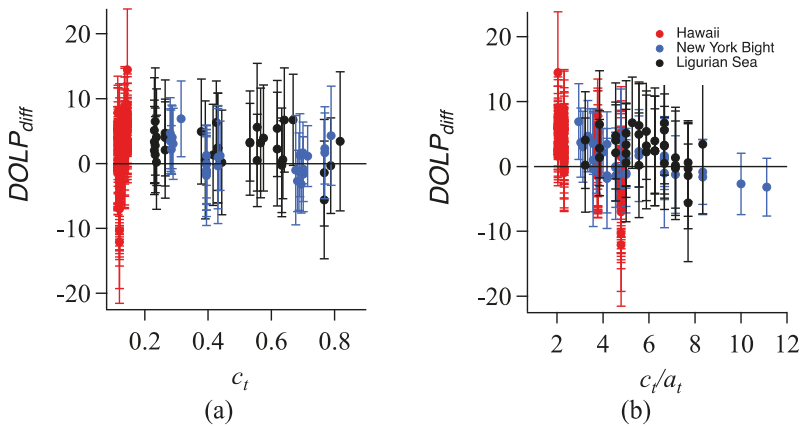 20
10
0
-10
-20
DOLP_diff
0.2 0.4 0.6 0.8
c_t
(a)
Hawaii
New York Bight
Ligurian Sea
20
10
0
-10
-20
DOLP_diff
2 4 6 8 10 12
c_t/a_t
(b)